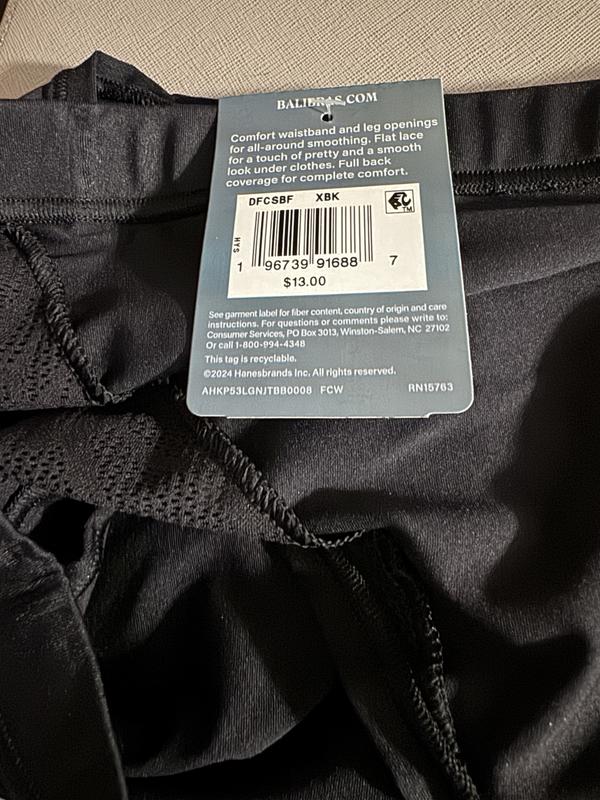 BALIBRAS.COM
Comfort waistband and leg openings
for all-around smoothing. Flat lace
for a touch of pretty and a smooth
look under clothes. Full back
coverage for complete comfort.
DFCSBF XBK
SAH
1 96739 91688 7
$13.00
See garment label for fiber content, country of origin and care
instructions. For questions or comments please write to:
Consumer Services, PO Box 3013, Winston-Salem, NC 27102
Or call 1-800-994-4348
This tag is recyclable.
©2024 Hanesbrands Inc. All rights reserved.
AHKP53LGNJTBB0008 FCW RN15763